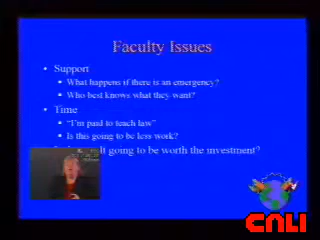 Faculty Issues
• Support
• What happens if there is an emergency?
• Who best knows what they want?
• Time
• "I'm paid to teach law"
• Is this going to be less work?
it going to be worth the investment?
CALI